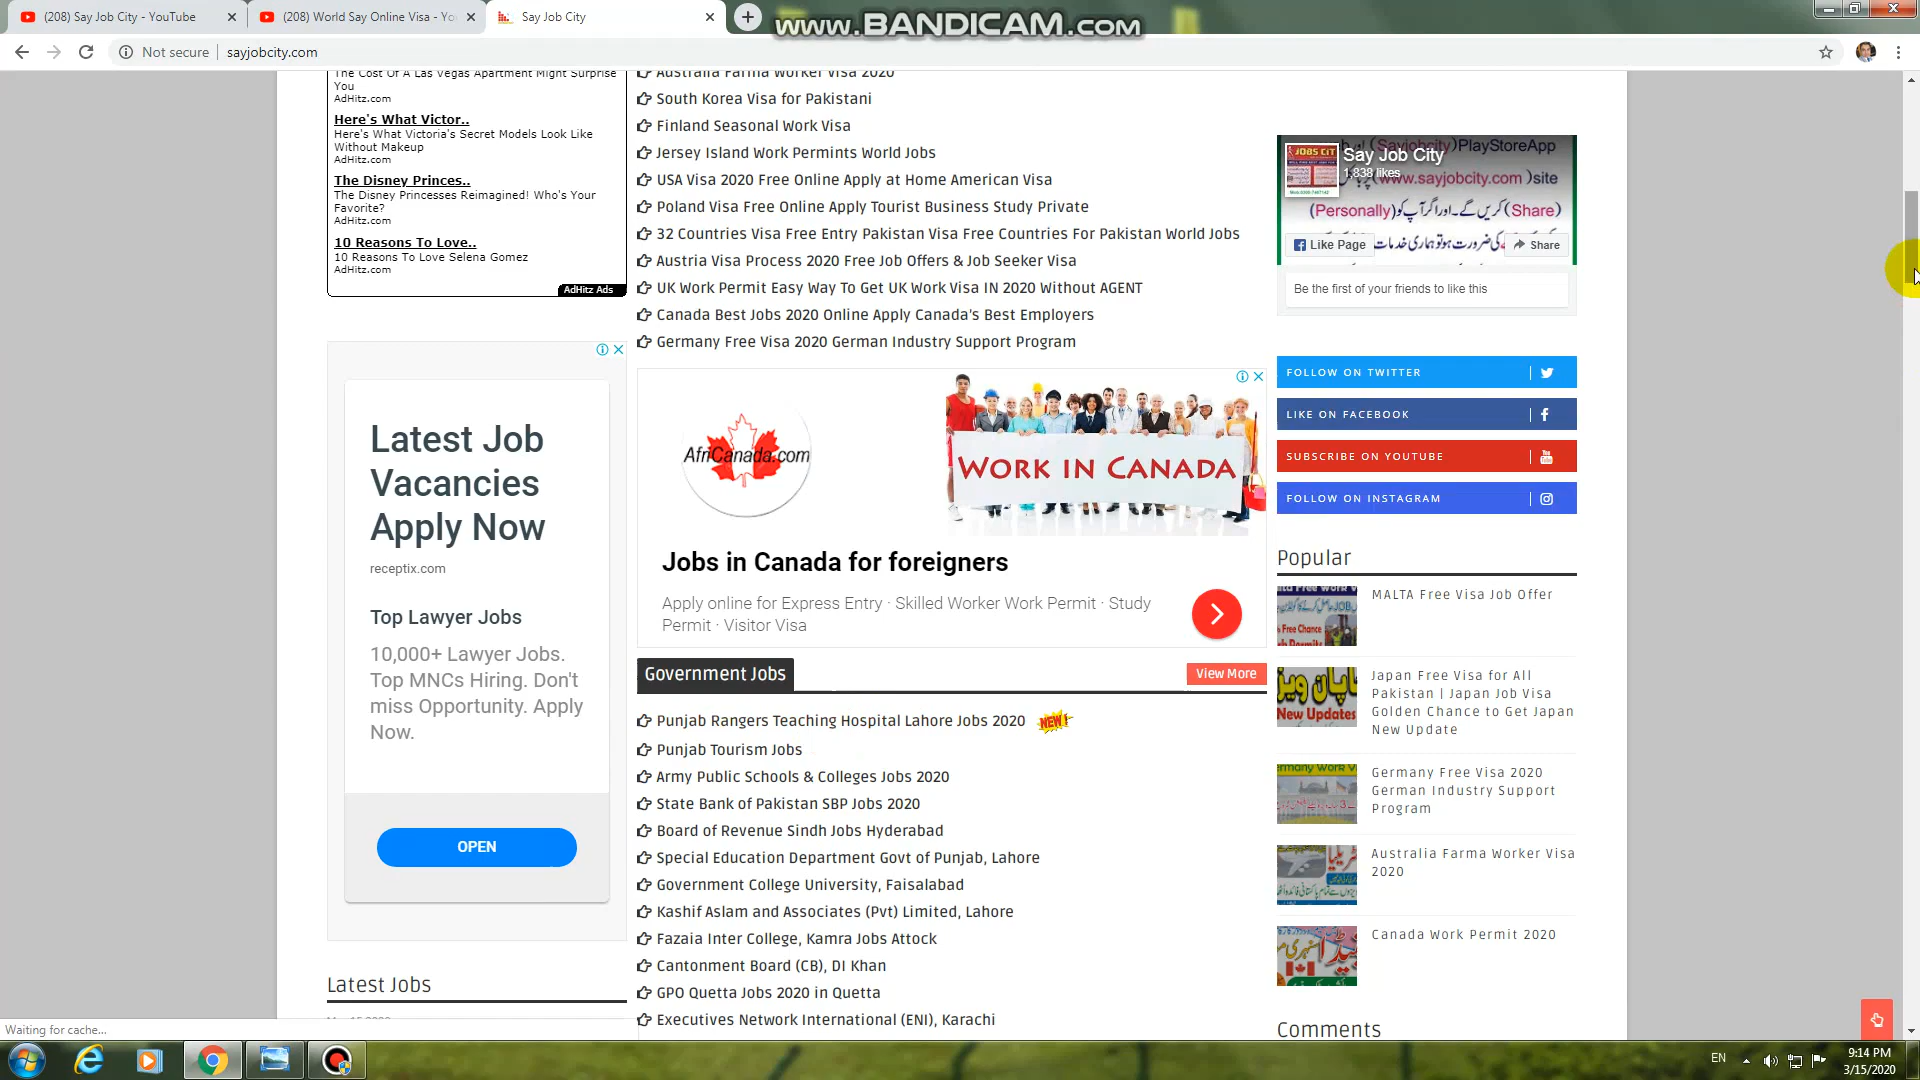 (208) Say Job City - YouTube
(208) World Say Online Visa - Yo
Say Job City
www.BANDICAM.com
Not secure
sayjobcity.com
The Cost Of A Las Vegas Apartment Might Surprise
You
AdHitz.com
Here's What Victor..
Here's What Victoria's Secret Models Look Like
Without Makeup
AdHitz.com
The Disney Princes..
The Disney Princesses Reimagined! Who's Your
Favorite?
AdHitz.com
10 Reasons To Love..
10 Reasons To Love Selena Gomez
AdHitz.com
AdHitz Ads
Latest Job
Vacancies
Apply Now
receptix.com
Top Lawyer Jobs
10,000+ Lawyer Jobs.
Top MNCs Hiring. Don't
miss Opportunity. Apply
Now.
OPEN
Latest Jobs
Australia Farma Worker Visa 2020
South Korea Visa for Pakistani
Finland Seasonal Work Visa
Jersey Island Work Permints World Jobs
USA Visa 2020 Free Online Apply at Home American Visa
Poland Visa Free Online Apply Tourist Business Study Private
32 Countries Visa Free Entry Pakistan Visa Free Countries For Pakistan World Jobs
Austria Visa Process 2020 Free Job Offers & Job Seeker Visa
UK Work Permit Easy Way To Get UK Work Visa IN 2020 Without AGENT
Canada Best Jobs 2020 Online Apply Canada's Best Employers
Germany Free Visa 2020 German Industry Support Program
AfriCanada.com
WORK IN CANADA
Jobs in Canada for foreigners
Apply online for Express Entry · Skilled Worker Work Permit · Study
Permit · Visitor Visa
Government Jobs
View More
Punjab Rangers Teaching Hospital Lahore Jobs 2020 NEW!
Punjab Tourism Jobs
Army Public Schools & Colleges Jobs 2020
State Bank of Pakistan SBP Jobs 2020
Board of Revenue Sindh Jobs Hyderabad
Special Education Department Govt of Punjab, Lahore
Government College University, Faisalabad
Kashif Aslam and Associates (Pvt) Limited, Lahore
Fazaia Inter College, Kamra Jobs Attock
Cantonment Board (CB), DI Khan
GPO Quetta Jobs 2020 in Quetta
Executives Network International (ENI), Karachi
(Sayjobcity)PlayStoreApp
Say Job City
1,838 likes
(www.sayjobcity.com )site
(Personally) کریں گے۔ اور اگر آپ کو (Share)
Like Page
Share
Be the first of your friends to like this
FOLLOW ON TWITTER
LIKE ON FACEBOOK
SUBSCRIBE ON YOUTUBE
FOLLOW ON INSTAGRAM
Popular
MALTA Free Visa Job Offer
Japan Free Visa for All
Pakistan | Japan Job Visa
Golden Chance to Get Japan
New Update
New Updates
Germany Free Visa 2020
German Industry Support
Program
Australia Farma Worker Visa
2020
Canada Work Permit 2020
Comments
Waiting for cache...
EN
9:14 PM
3/15/2020